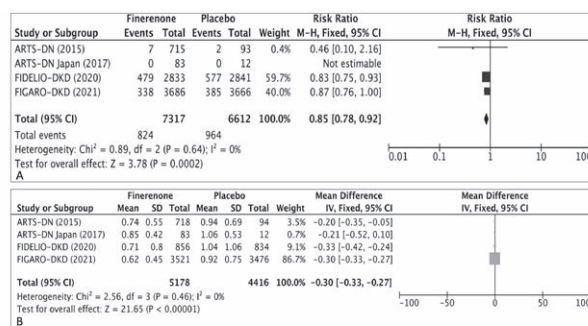 Finerenone Placebo Risk Ratio Risk Ratio
Study or Subgroup Events Total Events Total Weight M-H, Fixed, 95% CI M-H, Fixed, 95% CI
ARTS-DN (2015) 7 715 2 93 0.4% 0.46 [0.10, 2.16]
ARTS-DN Japan (2017) 0 83 0 12 Not estimable
FIDELIO-DKD (2020) 479 2833 577 2841 59.7% 0.83 [0.75, 0.93]
FIGARO-DKD (2021) 338 3686 385 3666 40.0% 0.87 [0.76, 1.00]
Total (95% CI) 7317 6612 100.0% 0.85 [0.78, 0.92]
Total events 824 964
Heterogeneity: Chi² = 0.89, df = 2 (P = 0.64); I² = 0%
Test for overall effect: Z = 3.78 (P = 0.0002)
0.01 0.1 1 10 100
A
Finerenone Placebo Mean Difference Mean Difference
Study or Subgroup Mean SD Total Mean SD Total Weight IV, Fixed, 95% CI IV, Fixed, 95% CI
ARTS-DN (2015) 0.74 0.55 718 0.94 0.69 94 3.5% -0.20 [-0.35, -0.05]
ARTS-DN Japan (2017) 0.85 0.42 83 1.06 0.53 12 0.7% -0.21 [-0.52, 0.10]
FIDELIO-DKD (2020) 0.71 0.8 856 1.04 1.06 834 9.1% -0.33 [-0.42, -0.24]
FIGARO-DKD (2021) 0.62 0.45 3521 0.92 0.75 3476 86.7% -0.30 [-0.33, -0.27]
Total (95% CI) 5178 4416 100.0% -0.30 [-0.33, -0.27]
Heterogeneity: Chi² = 2.56, df = 3 (P = 0.46); I² = 0%
Test for overall effect: Z = 21.65 (P < 0.00001)
-100 -50 0 50 100
B